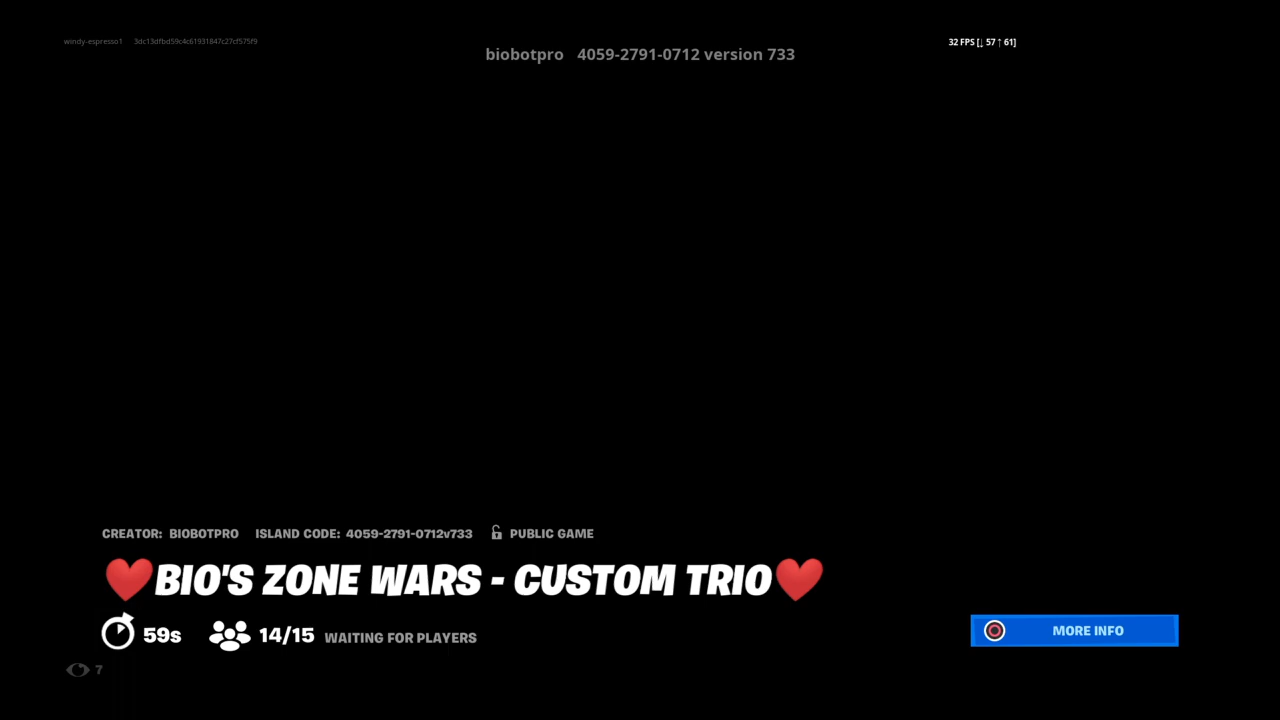 windy-espresso1 3dc13dfbd59c4c61931847c27cf575f9
biobotpro 4059-2791-0712 version 733
32 FPS [↓ 57 ↑ 61]
CREATOR: BIOBOTPRO ISLAND CODE: 4059-2791-0712v733 PUBLIC GAME
❤️BIO'S ZONE WARS - CUSTOM TRIO❤️
59s 14/15 WAITING FOR PLAYERS
MORE INFO
7